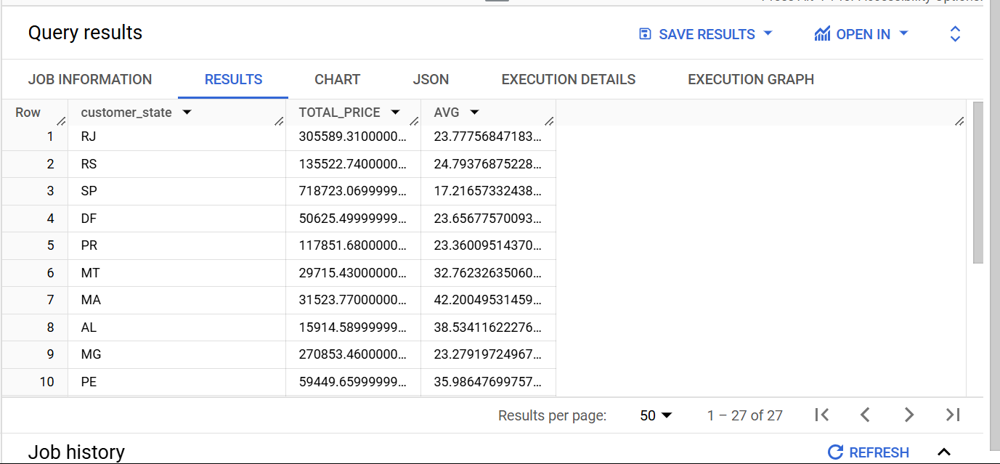 Query results
SAVE RESULTS
OPEN IN
JOB INFORMATION RESULTS CHART JSON EXECUTION DETAILS EXECUTION GRAPH
Row customer_state TOTAL_PRICE AVG
1 RJ 305589.3100000... 23.77756847183...
2 RS 135522.7400000... 24.79376875228...
3 SP 718723.0699999... 17.21657332438...
4 DF 50625.49999999... 23.65677570093...
5 PR 117851.6800000... 23.36009514370...
6 MT 29715.43000000... 32.76232635060...
7 MA 31523.77000000... 42.20049531459...
8 AL 15914.58999999... 38.53411622276...
9 MG 270853.4600000... 23.27919724967...
10 PE 59449.65999999... 35.98647699757...
Results per page: 50 1 – 27 of 27
Job history
REFRESH